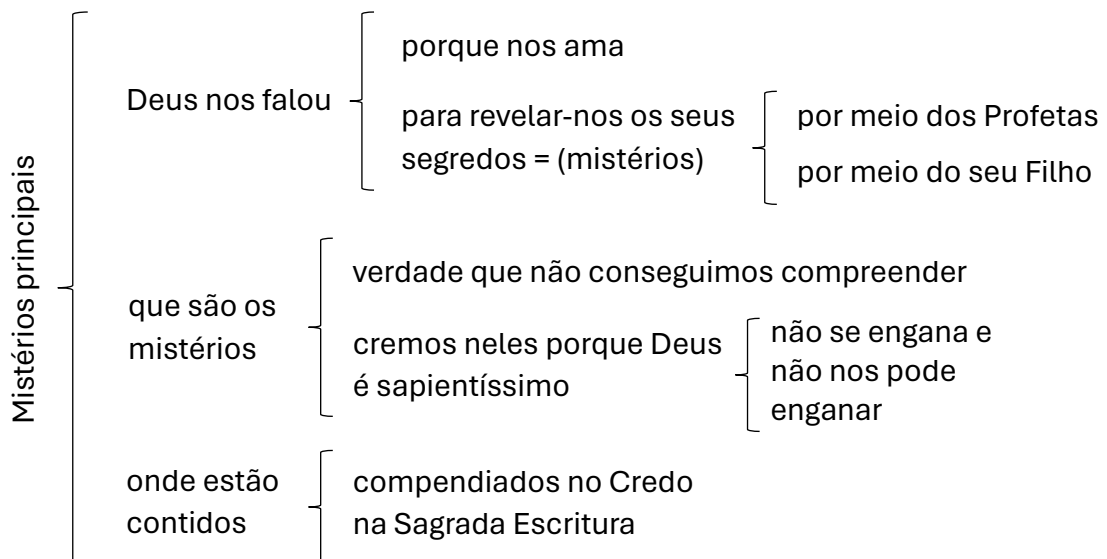 Mistérios principais
Deus nos falou
porque nos ama
para revelar-nos os seus
segredos = (mistérios)
por meio dos Profetas
por meio do seu Filho
que são os
mistérios
verdade que não conseguimos compreender
cremos neles porque Deus
é sapientíssimo
não se engana e
não nos pode
enganar
onde estão
contidos
compendiados no Credo
na Sagrada Escritura